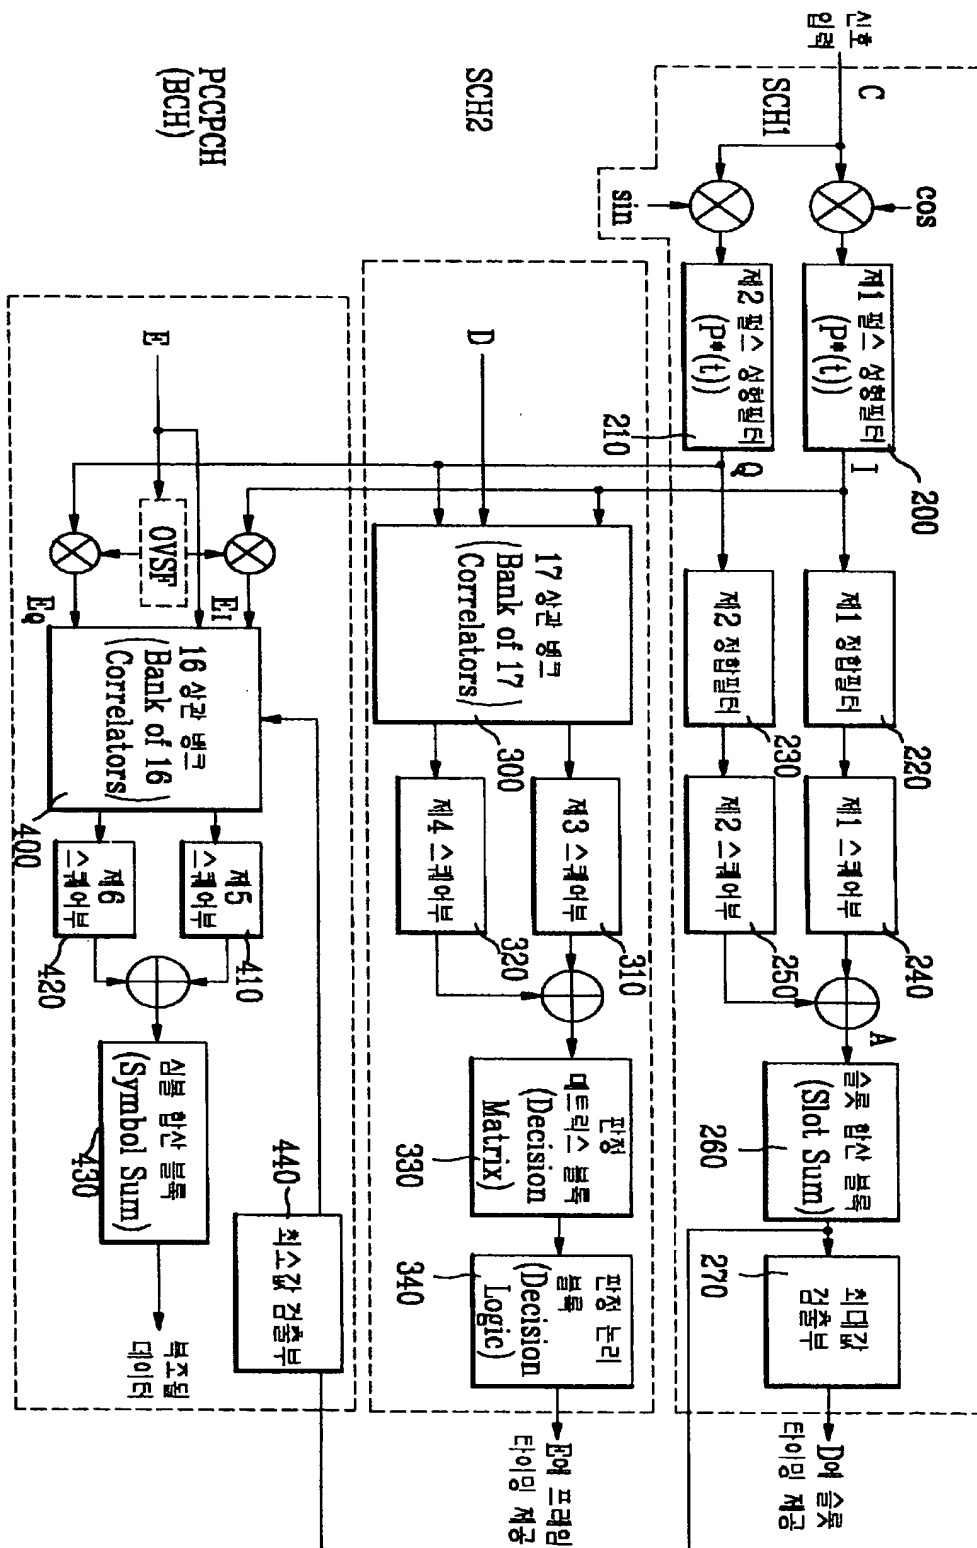 신호
입력
C
SCH1
cos
sin
제1 펄스 성형필터
(P*(t))
200
제2 펄스 성형필터
(P*(t))
210
I
Q
제1 정합필터
220
제2 정합필터
230
제1 스퀘어부
240
제2 스퀘어부
250
A
슬롯 합산 블록
(Slot Sum)
260
최대값
검출부
270
D에 슬롯
타이밍 제공
SCH2
D
17 상관 뱅크
(Bank of 17
Correlators)
300
제3 스퀘어부
310
제4 스퀘어부
320
판정
매트릭스 블록
(Decision
Matrix)
330
판정 논리
블록
(Decision
Logic)
340
E에 프레임
타이밍 제공
PCCPCH
(BCH)
E
OVSF
EI
EQ
16 상관 뱅크
(Bank of 16
Correlators)
400
제5
스퀘어부
410
제6
스퀘어부
420
심볼 합산 블록
(Symbol Sum)
430
최소값 검출부
440
복조된
데이터